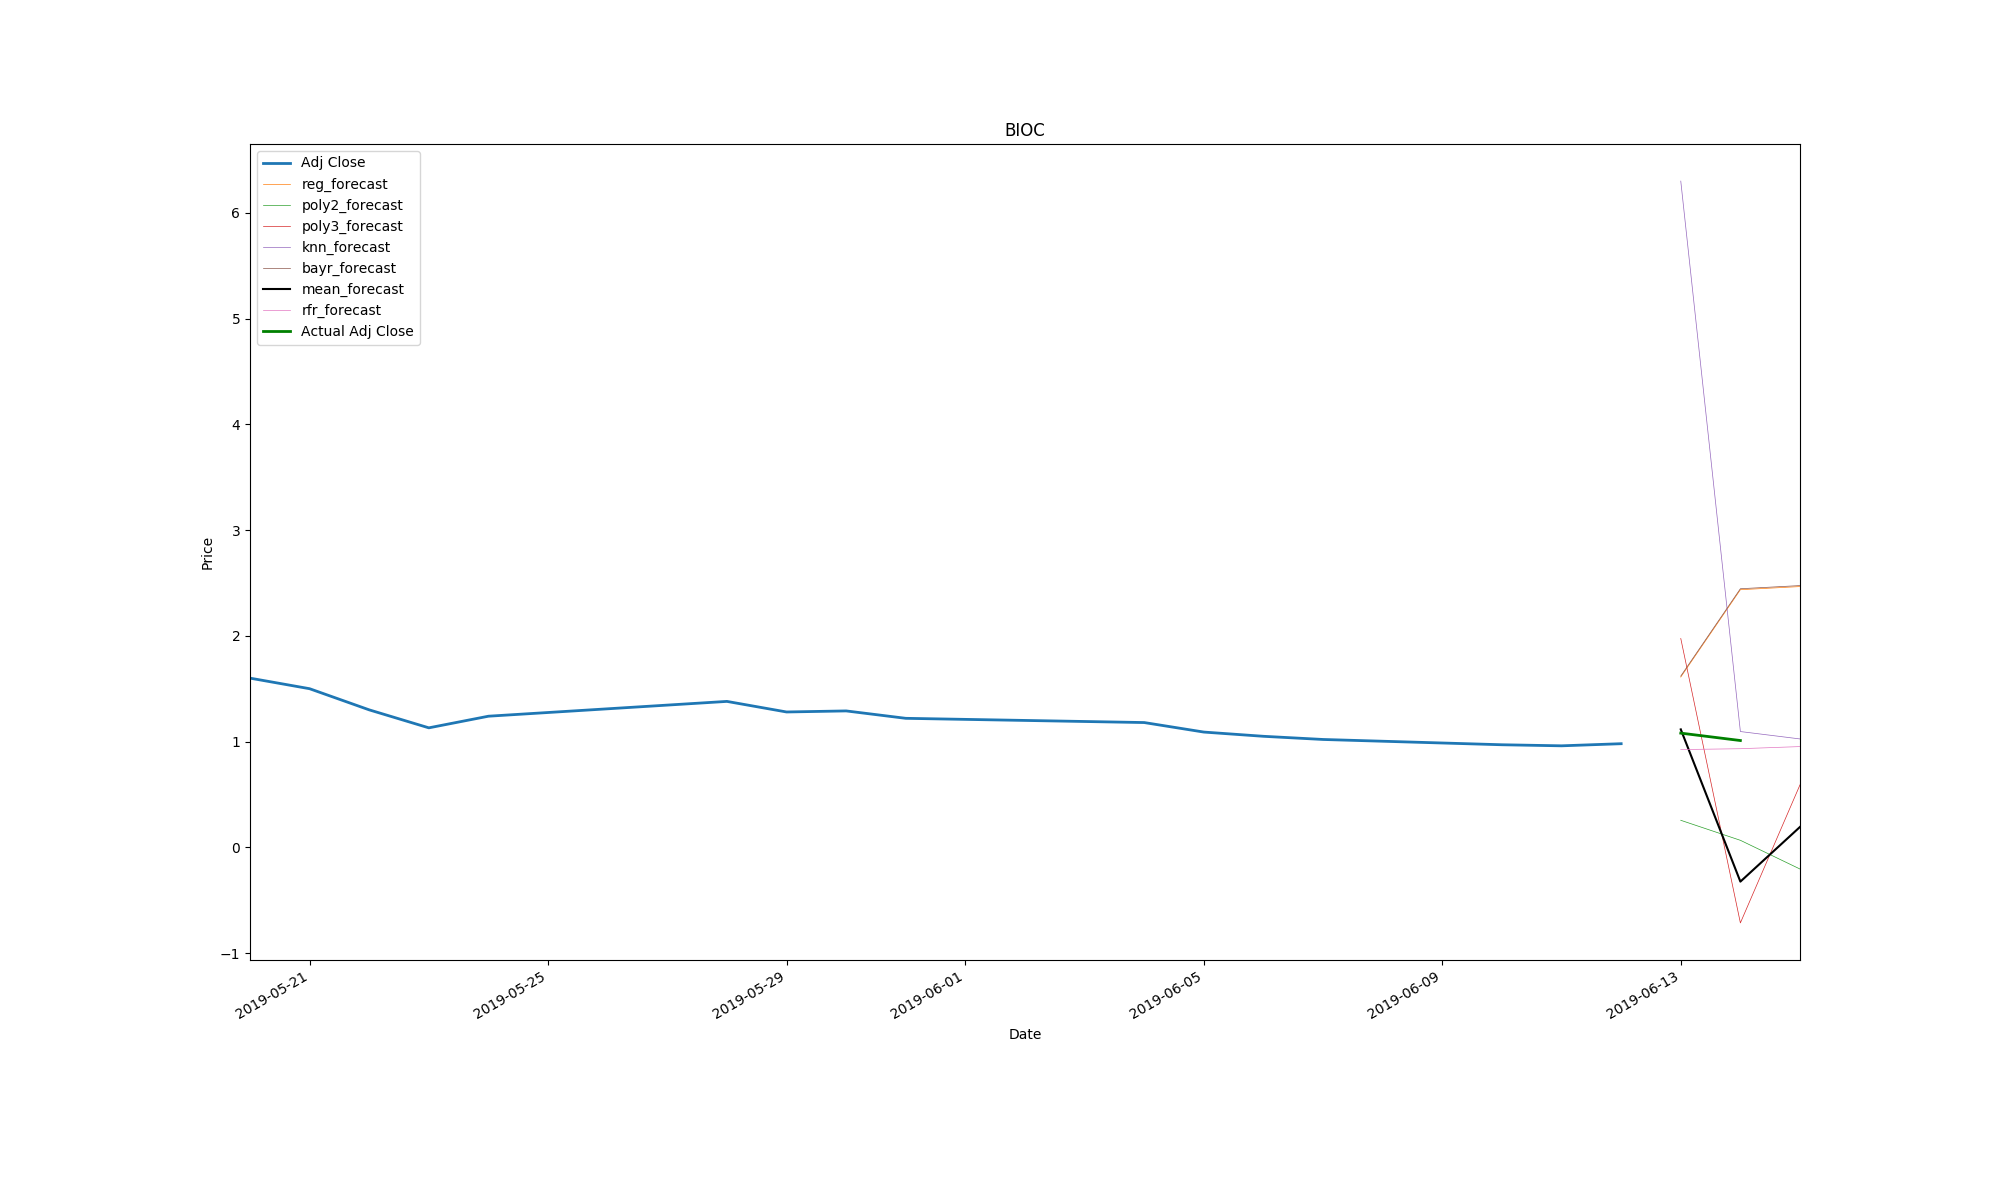 BIOC
Adj Close
reg_forecast
poly2_forecast
poly3_forecast
knn_forecast
bayr_forecast
mean_forecast
rfr_forecast
Actual Adj Close
6
5
4
3
2
1
0
−1
Price
2019-05-21
2019-05-25
2019-05-29
2019-06-01
2019-06-05
2019-06-09
2019-06-13
Date